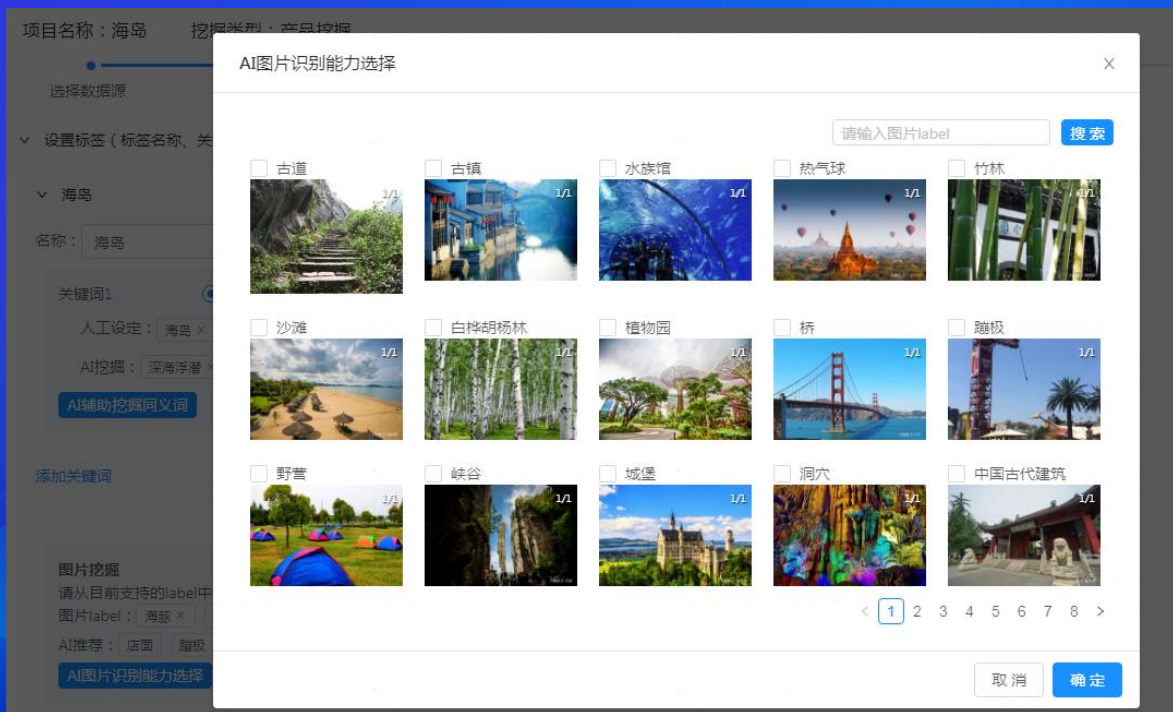 项目名称：海岛 挖掘类型：产品挖掘
选择数据源
设置标签（标签名称、关
海岛
名称： 海岛
关键词1
人工设定： 海岛 ×
AI挖掘： 深海浮潜 ×
AI辅助挖掘同义词
添加关键词
图片挖掘
请从目前支持的label中
图片label： 海豚 ×
AI推荐： 店面 蹦极
AI图片识别能力选择
AI图片识别能力选择
请输入图片label 搜 索
古道 古镇 水族馆 热气球 竹林
1/1 1/1 1/1 1/1 1/1
沙滩 白桦胡杨林 植物园 桥 蹦极
1/1 1/1 1/1 1/1 1/1
野营 峡谷 城堡 洞穴 中国古代建筑
1/1 1/1 1/1 1/1 1/1
< 1 2 3 4 5 6 7 8 >
取 消 确 定